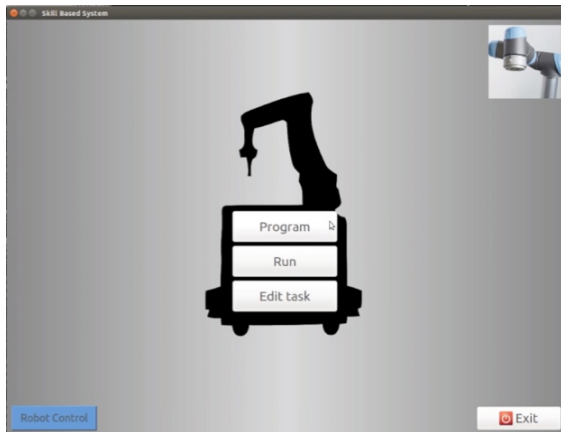 Skill Based System
Program
Run
Edit task
Robot Control
Exit